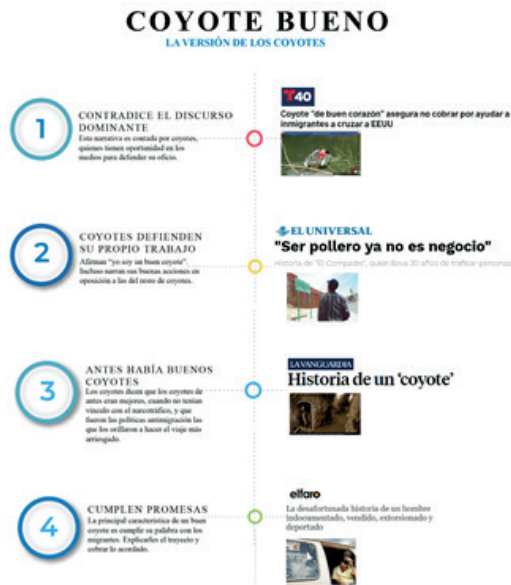 COYOTE BUENO
LA VERSIÓN DE LOS COYOTES
1
CONTRADICE EL DISCURSO
DOMINANTE
Esta narrativa es contada por coyotes,
quienes tienen oportunidad en los
medios para defender su oficio.
T40
Coyote "de buen corazón" asegura no cobrar por ayudar a
inmigrantes a cruzar a EEUU
2
COYOTES DEFIENDEN
SU PROPIO TRABAJO
Afirman "yo soy un buen coyote".
Incluso narran sus buenas acciones en
oposición a las del resto de coyotes.
EL UNIVERSAL
"Ser pollero ya no es negocio"
Historia de "El Compadre", quien lleva 30 años de traficar personas
3
ANTES HABÍA BUENOS
COYOTES
Los coyotes dicen que los coyotes de
antes eran mejores, cuando no tenían
vínculo con el narcotráfico, y que
fueron las políticas antimigración las
que los orillaron a hacer el viaje más
arriesgado.
LA VANGUARDIA
Historia de un 'coyote'
4
CUMPLEN PROMESAS
La principal característica de un buen
coyote es cumplir su palabra con los
migrantes. Explicarles el trayecto y
cobrar lo acordado.
elfaro
La desafortunada historia de un hombre
indocumentado, vendido, extorsionado y
deportado